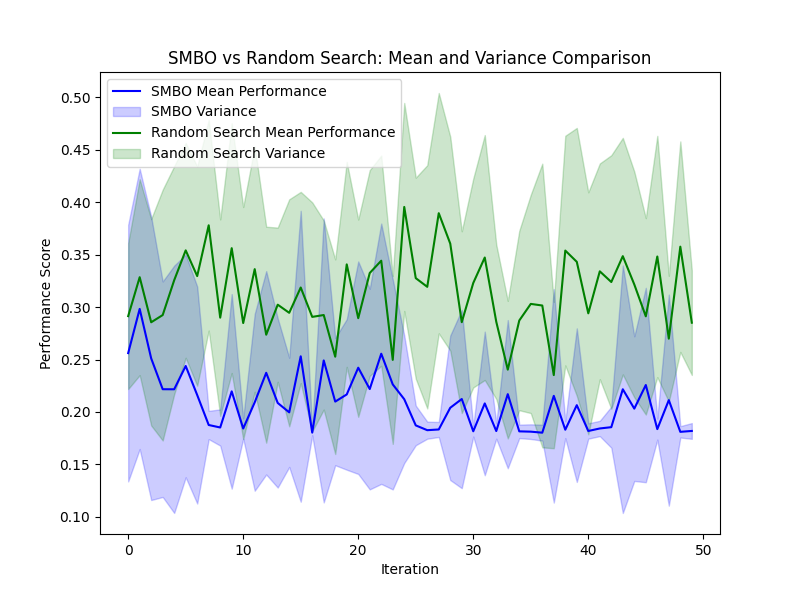 SMBO vs Random Search: Mean and Variance Comparison
SMBO Mean Performance
SMBO Variance
Random Search Mean Performance
Random Search Variance
Performance Score
0.50
0.45
0.40
0.35
0.30
0.25
0.20
0.15
0.10
0
10
20
30
40
50
Iteration